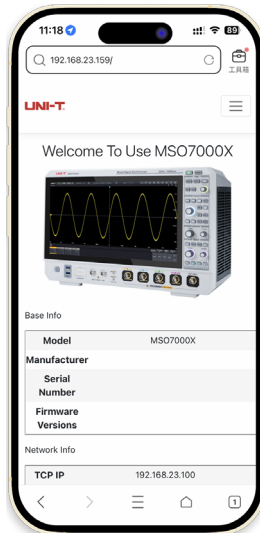 11:18
89
192.168.23.159/
工具箱
UNI-T
Welcome To Use MSO7000X
Base Info
Model MSO7000X
Manufacturer
Serial
Number
Firmware
Versions
Network Info
TCP IP 192.168.23.100
1